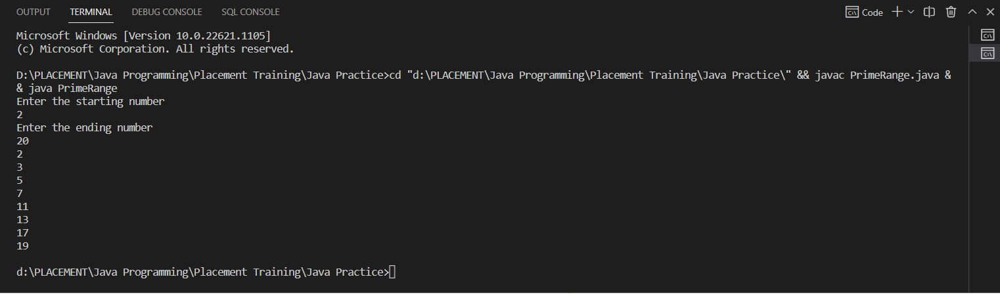 OUTPUT TERMINAL DEBUG CONSOLE SQL CONSOLE Code
Microsoft Windows [Version 10.0.22621.1105]
(c) Microsoft Corporation. All rights reserved.
D:\PLACEMENT\Java Programming\Placement Training\Java Practice>cd "d:\PLACEMENT\Java Programming\Placement Training\Java Practice\" && javac PrimeRange.java &
& java PrimeRange
Enter the starting number
2
Enter the ending number
20
2
3
5
7
11
13
17
19
d:\PLACEMENT\Java Programming\Placement Training\Java Practice>